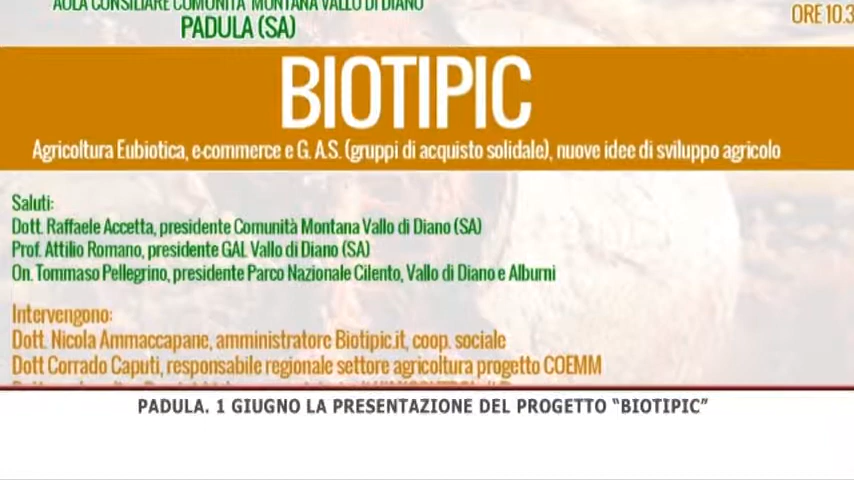 AULA CONSILIARE COMUNITA' MONTANA VALLO DI DIANO
PADULA (SA)
ORE 10.3
BIOTIPIC
Agricoltura Eubiotica, e-commerce e G. A.S. (gruppi di acquisto solidale), nuove idee di sviluppo agricolo
Saluti:
Dott. Raffaele Accetta, presidente Comunità Montana Vallo di Diano (SA)
Prof. Attilio Romano, presidente GAL Vallo di Diano (SA)
On. Tommaso Pellegrino, presidente Parco Nazionale Cilento, Vallo di Diano e Alburni
Intervengono:
Dott. Nicola Ammaccapane, amministratore Biotipic.it, coop. sociale
Dott Corrado Caputi, responsabile regionale settore agricoltura progetto COEMM
PADULA. 1 GIUGNO LA PRESENTAZIONE DEL PROGETTO “BIOTIPIC”